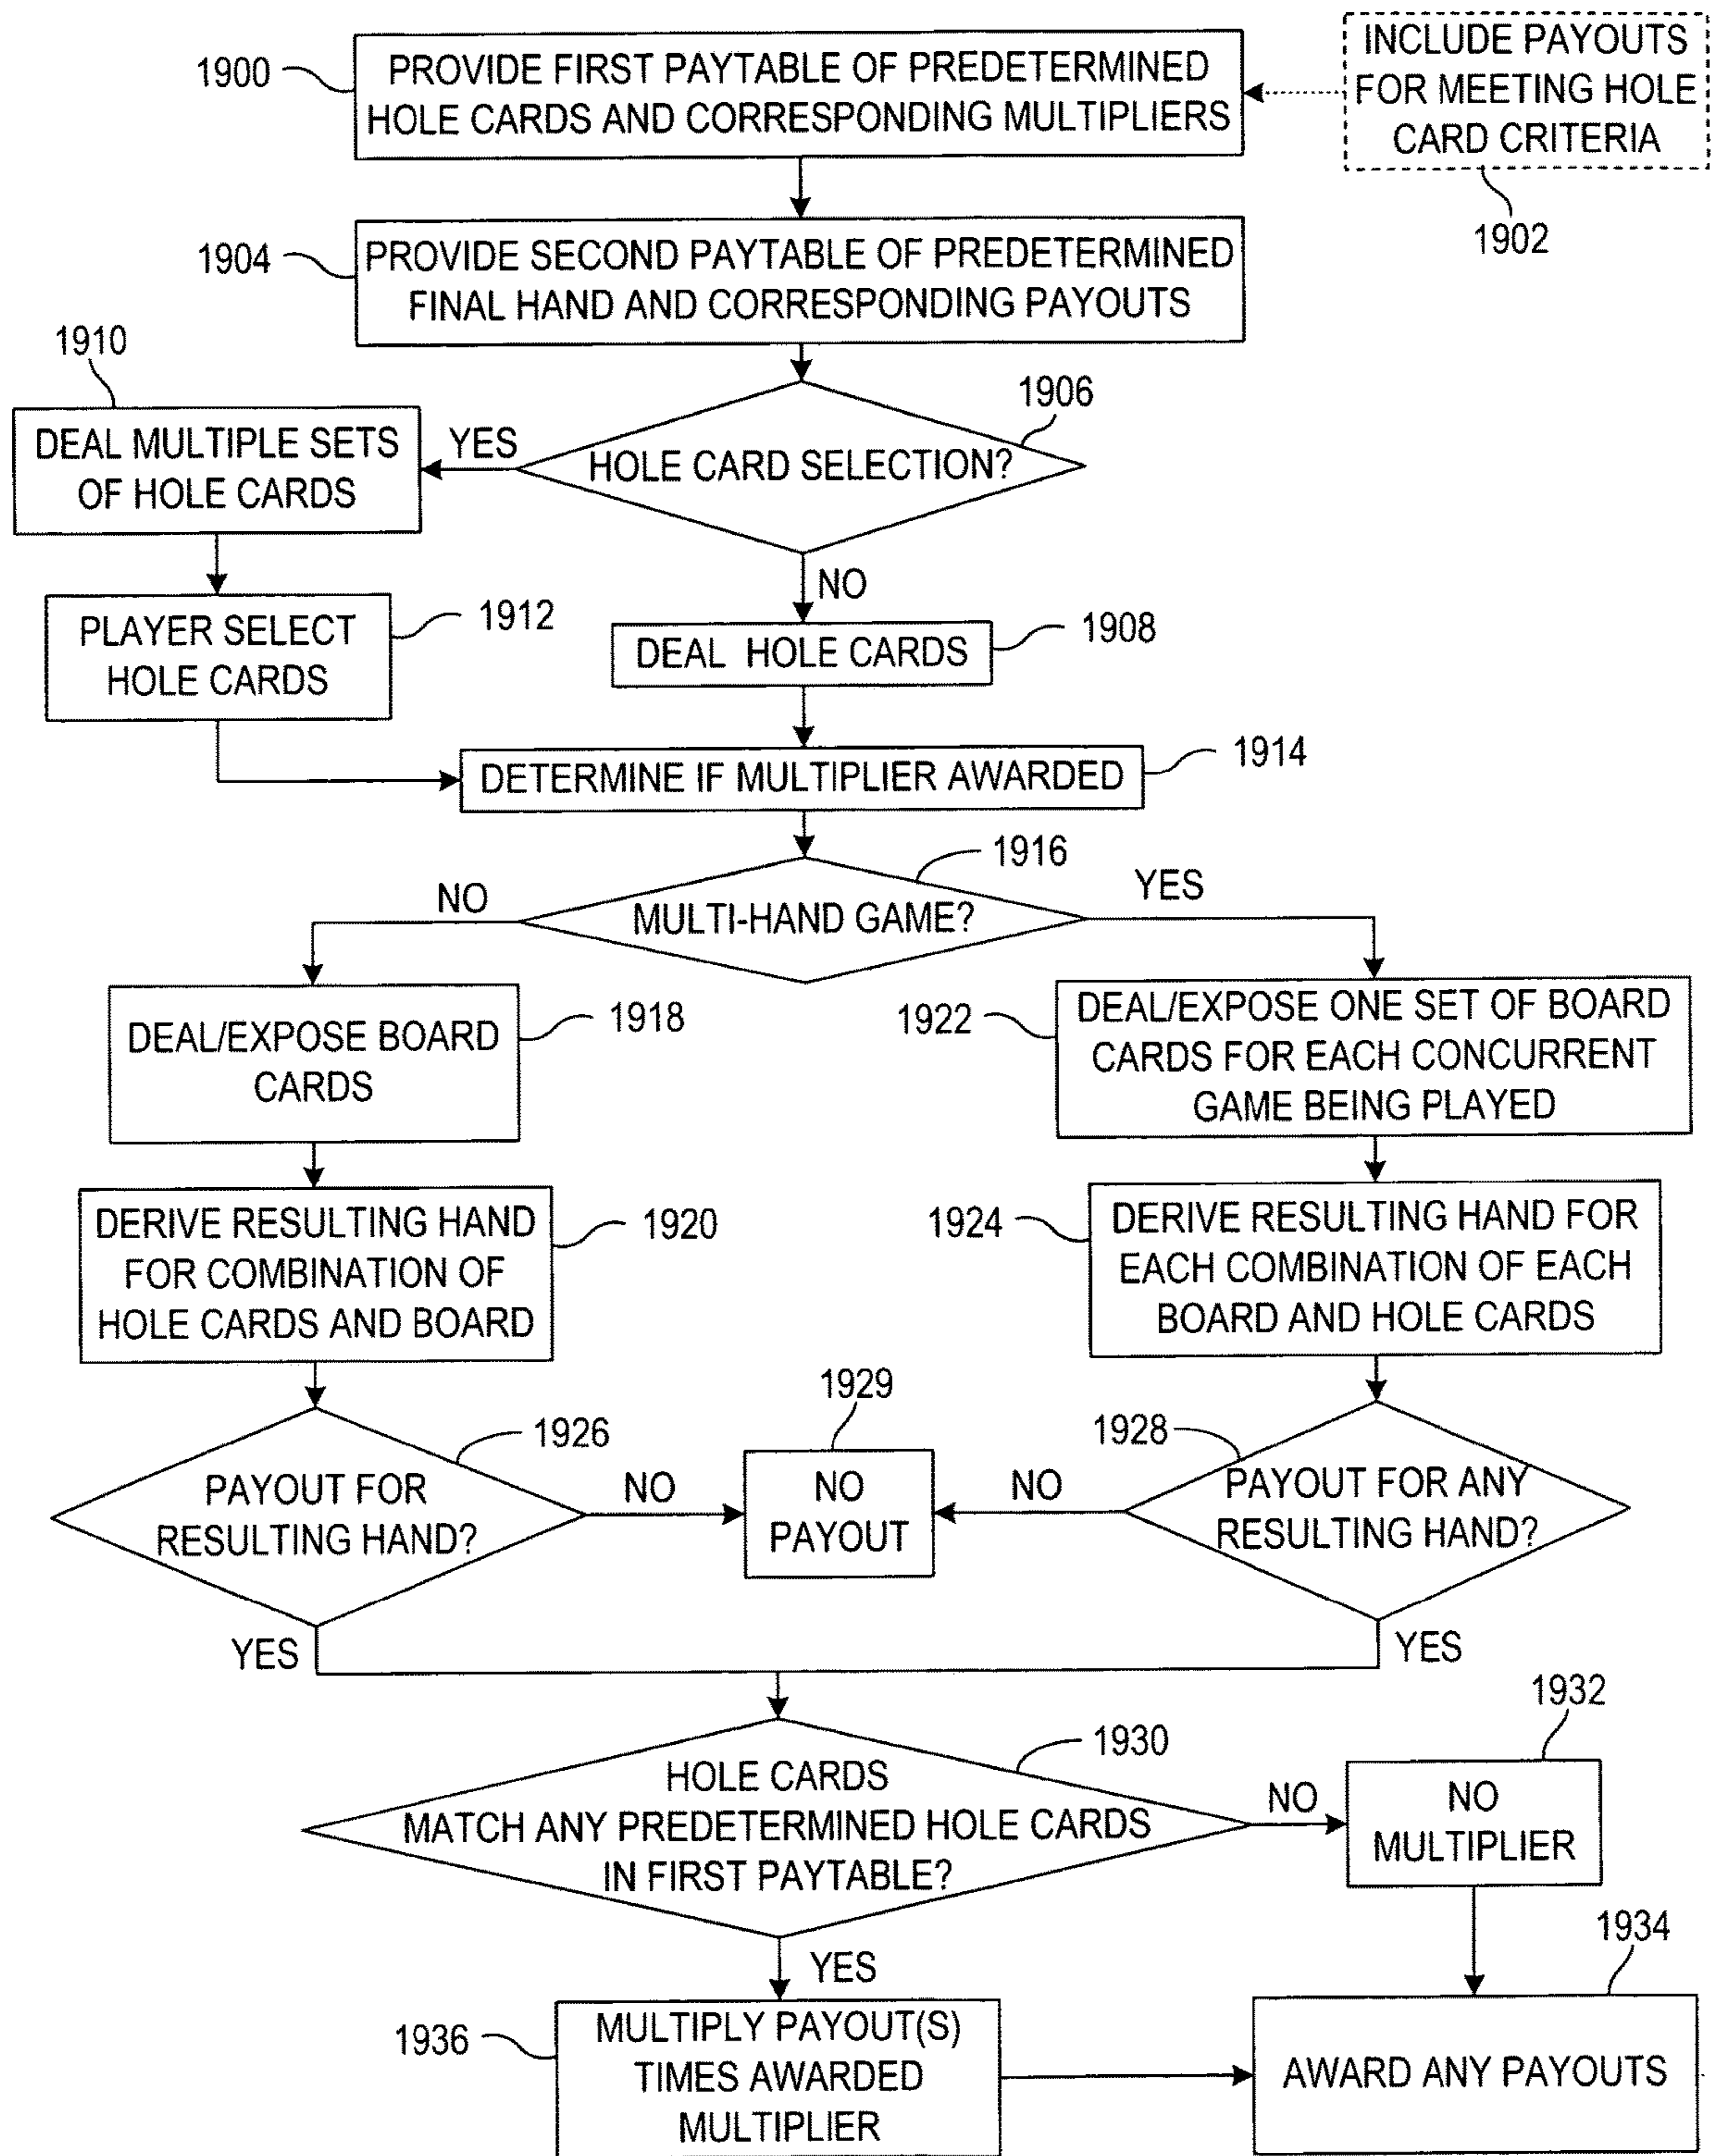 1900
PROVIDE FIRST PAYTABLE OF PREDETERMINED
HOLE CARDS AND CORRESPONDING MULTIPLIERS
INCLUDE PAYOUTS
FOR MEETING HOLE
CARD CRITERIA
1902
1904
PROVIDE SECOND PAYTABLE OF PREDETERMINED
FINAL HAND AND CORRESPONDING PAYOUTS
1906
HOLE CARD SELECTION?
YES
1910
DEAL MULTIPLE SETS
OF HOLE CARDS
NO
1912
PLAYER SELECT
HOLE CARDS
1908
DEAL HOLE CARDS
1914
DETERMINE IF MULTIPLIER AWARDED
1916
MULTI-HAND GAME?
NO
YES
DEAL/EXPOSE BOARD
CARDS
1918
1922
DEAL/EXPOSE ONE SET OF BOARD
CARDS FOR EACH CONCURRENT
GAME BEING PLAYED
DERIVE RESULTING HAND
FOR COMBINATION OF
HOLE CARDS AND BOARD
1920
1924
DERIVE RESULTING HAND FOR
EACH COMBINATION OF EACH
BOARD AND HOLE CARDS
1926
PAYOUT FOR
RESULTING HAND?
NO
1929
NO
PAYOUT
NO
1928
PAYOUT FOR ANY
RESULTING HAND?
YES
YES
1930
HOLE CARDS
MATCH ANY PREDETERMINED HOLE CARDS
IN FIRST PAYTABLE?
NO
1932
NO
MULTIPLIER
YES
1936
MULTIPLY PAYOUT(S)
TIMES AWARDED
MULTIPLIER
1934
AWARD ANY PAYOUTS